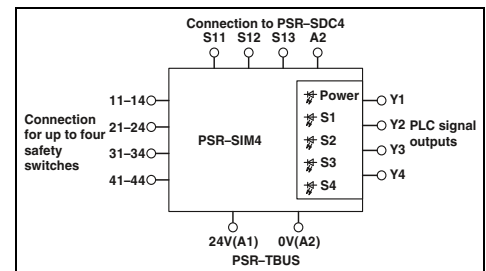 Connection to PSR–SDC4
S11 S12 S13 A2
Power
S1
S2
S3
S4
11–14
21–24
31–34
41–44
Connection
for up to four
safety
switches
PSR–SIM4
Y1
Y2
Y3
Y4
PLC signal
outputs
24V(A1) 0V(A2)
PSR–TBUS